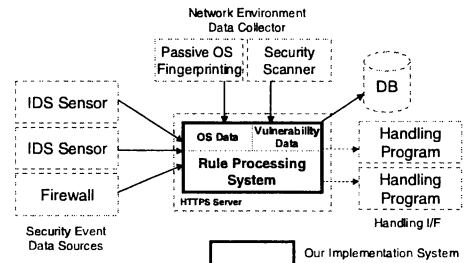 Network Environment
Data Collector
Passive OS
Fingerprinting
Security
Scanner
DB
IDS Sensor
IDS Sensor
Firewall
OS Data
Vulnerability
Data
Rule Processing
System
HTTPS Server
Handling
Program
Handling
Program
Handling I/F
Security Event
Data Sources
Our Implementation System